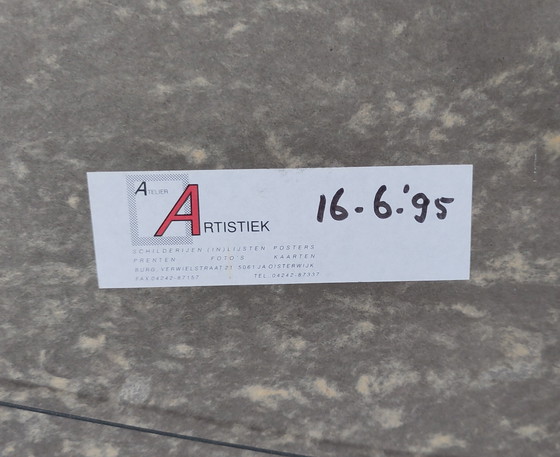 ATELIER
ARTISTIEK
16-6-'95
SCHILDERIJEN (IN)LIJSTEN POSTERS
PRENTEN FOTO'S KAARTEN
BURG. VERWIELSTRAAT 21, 5061 JA OISTERWIJK
FAX 04242-87157 TEL. 04242-87337